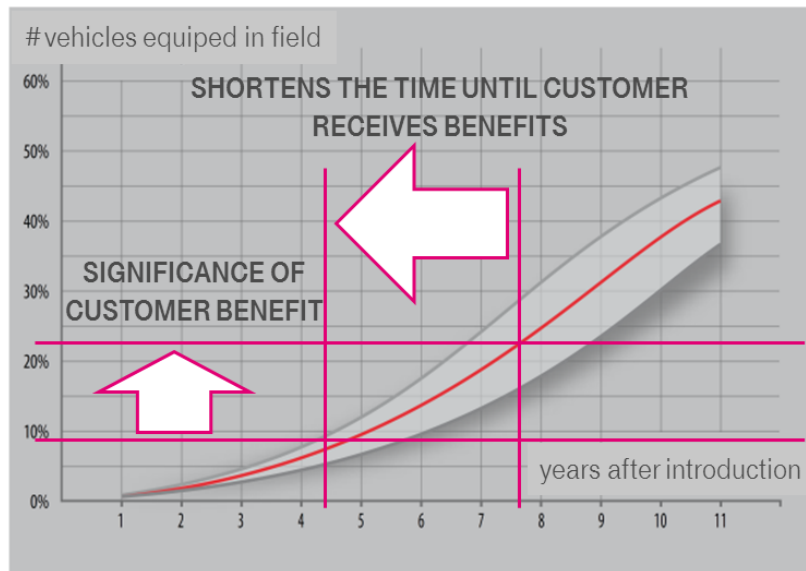 # vehicles equiped in field
60%
SHORTENS THE TIME UNTIL CUSTOMER
RECEIVES BENEFITS
50%
40%
SIGNIFICANCE OF
CUSTOMER BENEFIT
30%
20%
10%
years after introduction
0%
1 2 3 4 5 6 7 8 9 10 11